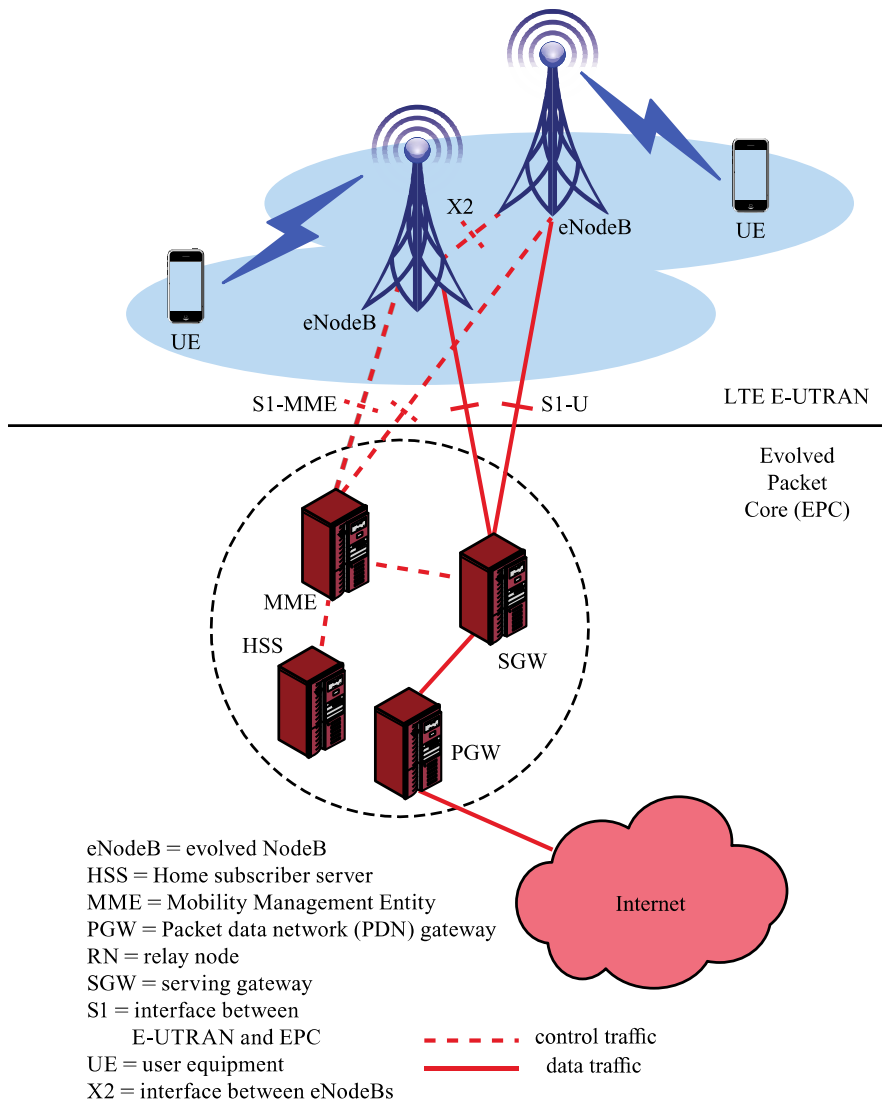 X2
eNodeB
UE
eNodeB
UE
S1-MME
S1-U
LTE E-UTRAN
Evolved
Packet
Core (EPC)
MME
HSS
SGW
PGW
Internet
eNodeB = evolved NodeB
HSS = Home subscriber server
MME = Mobility Management Entity
PGW = Packet data network (PDN) gateway
RN = relay node
SGW = serving gateway
S1 = interface between
E-UTRAN and EPC
UE = user equipment
X2 = interface between eNodeBs
control traffic
data traffic